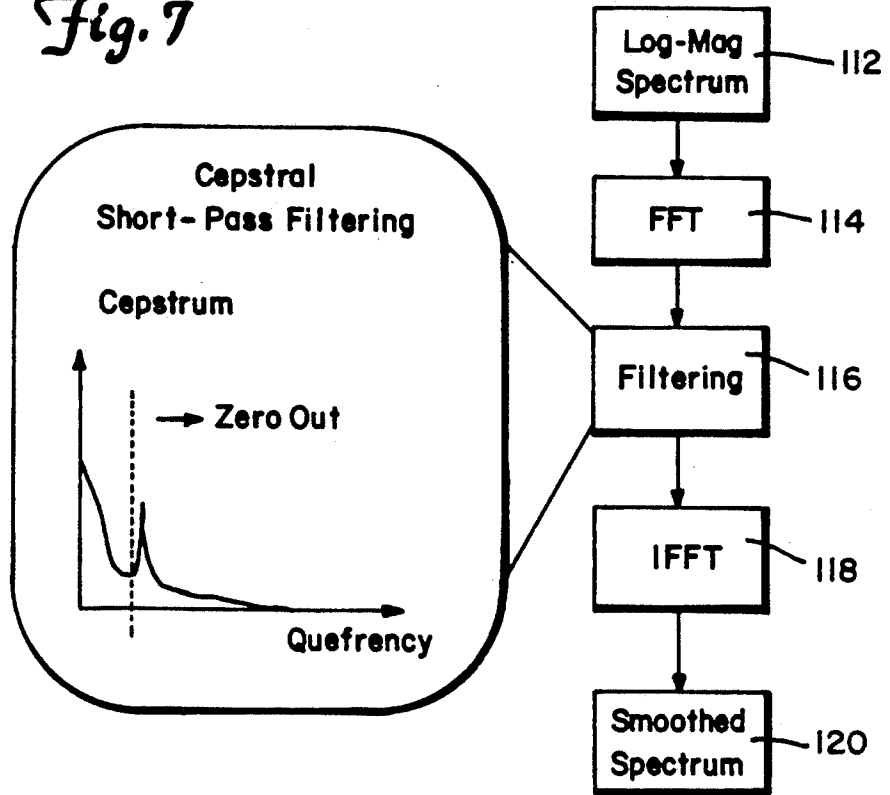 Fig. 7
Log-Mag
Spectrum
112
FFT
114
Filtering
116
IFFT
118
Smoothed
Spectrum
120
Cepstral
Short-Pass Filtering
Cepstrum
Zero Out
Quefrency